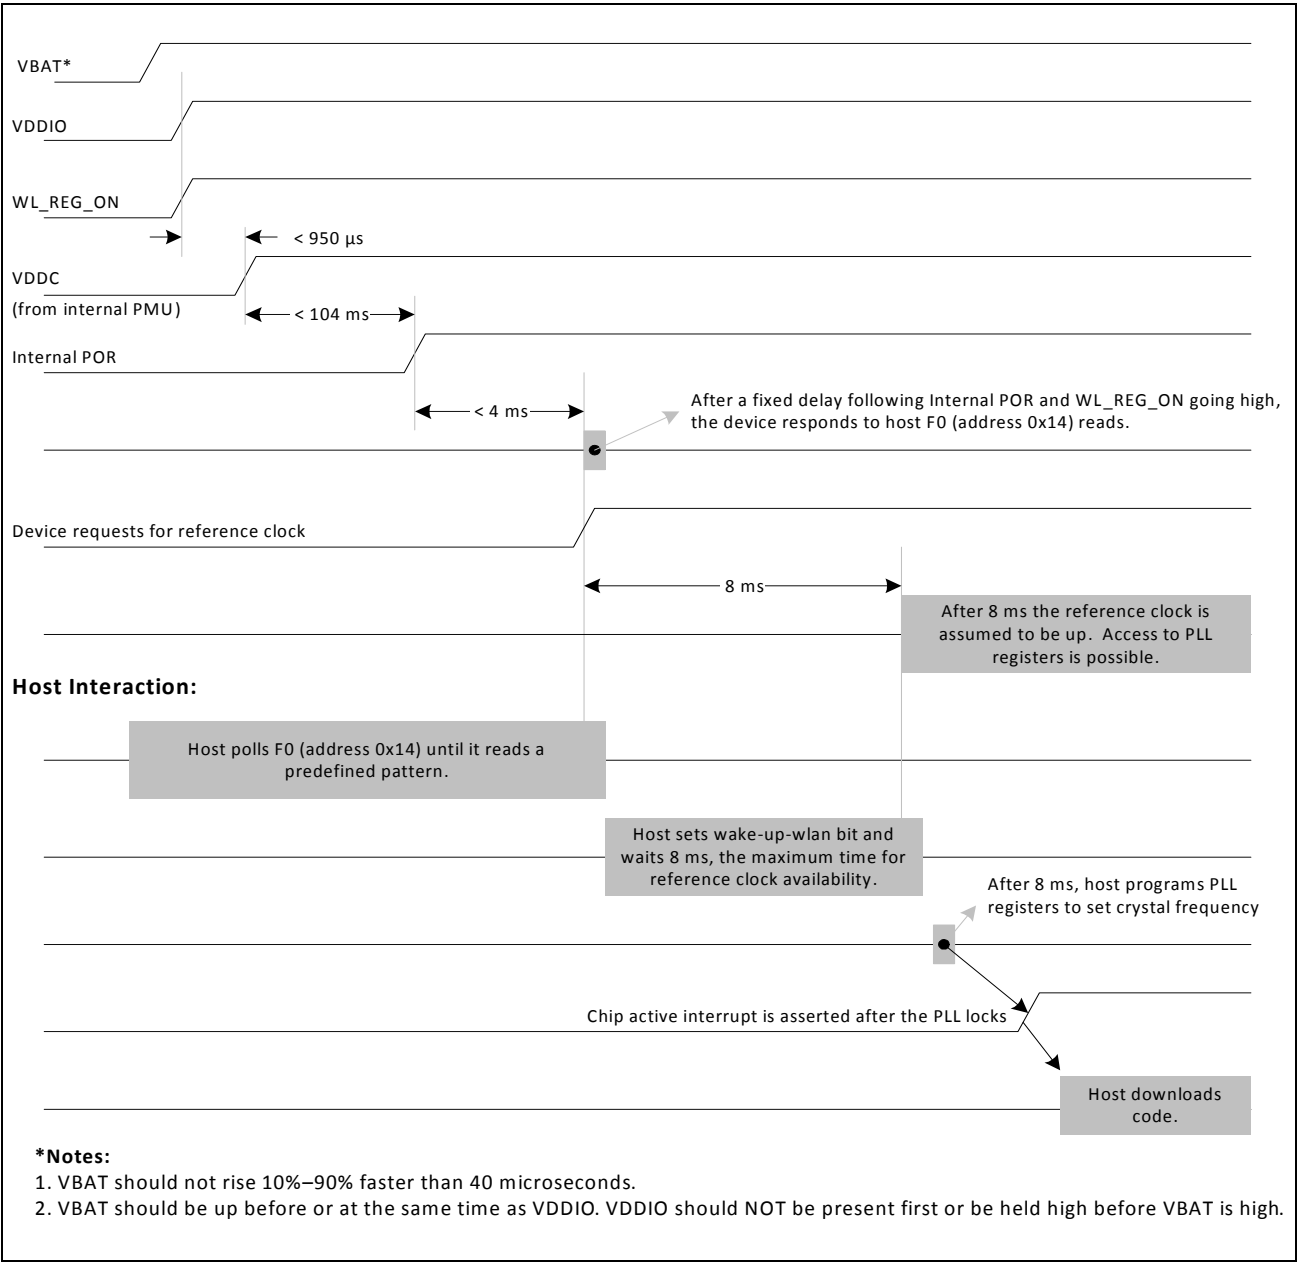 VBAT*
VDDIO
WL_REG_ON
< 950 µs
VDDC
(from internal PMU)
< 104 ms
Internal POR
< 4 ms
After a fixed delay following Internal POR and WL_REG_ON going high,
the device responds to host F0 (address 0x14) reads.
Device requests for reference clock
8 ms
After 8 ms the reference clock is
assumed to be up. Access to PLL
registers is possible.
Host Interaction:
Host polls F0 (address 0x14) until it reads a
predefined pattern.
Host sets wake-up-wlan bit and
waits 8 ms, the maximum time for
reference clock availability.
After 8 ms, host programs PLL
registers to set crystal frequency
Chip active interrupt is asserted after the PLL locks
Host downloads
code.
*Notes:
1. VBAT should not rise 10%–90% faster than 40 microseconds.
2. VBAT should be up before or at the same time as VDDIO. VDDIO should NOT be present first or be held high before VBAT is high.